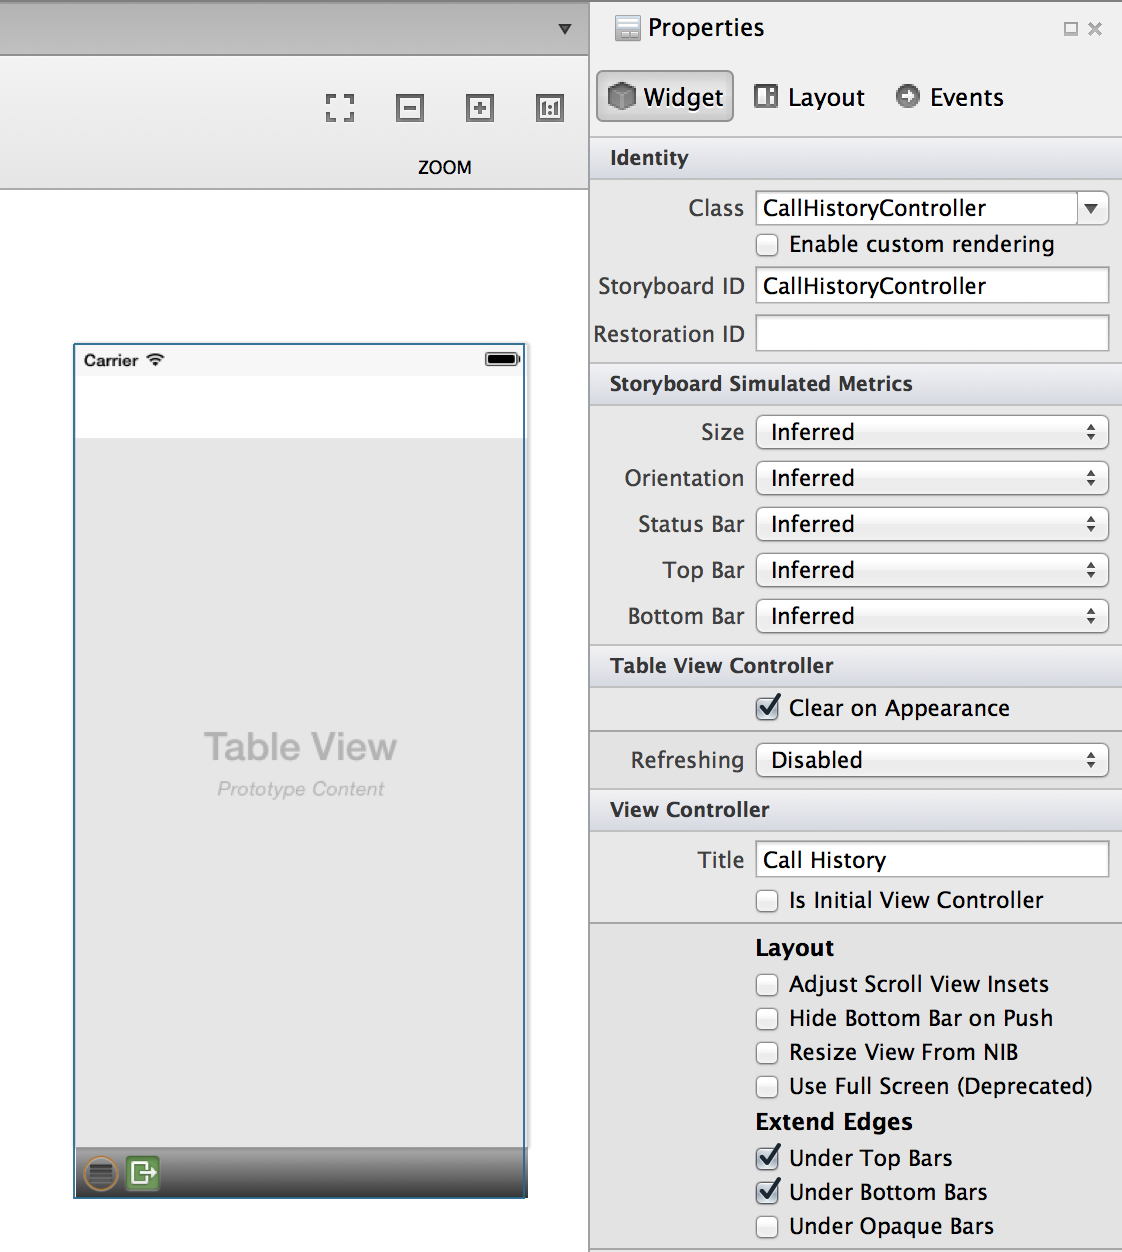 Properties
Widget Layout Events
1:1
ZOOM
Identity
Class CallHistoryController
Enable custom rendering
Storyboard ID CallHistoryController
Restoration ID
Storyboard Simulated Metrics
Size Inferred
Orientation Inferred
Status Bar Inferred
Top Bar Inferred
Bottom Bar Inferred
Table View Controller
Clear on Appearance
Refreshing Disabled
View Controller
Title Call History
Is Initial View Controller
Layout
Adjust Scroll View Insets
Hide Bottom Bar on Push
Resize View From NIB
Use Full Screen (Deprecated)
Extend Edges
Under Top Bars
Under Bottom Bars
Under Opaque Bars
Carrier
Table View
Prototype Content